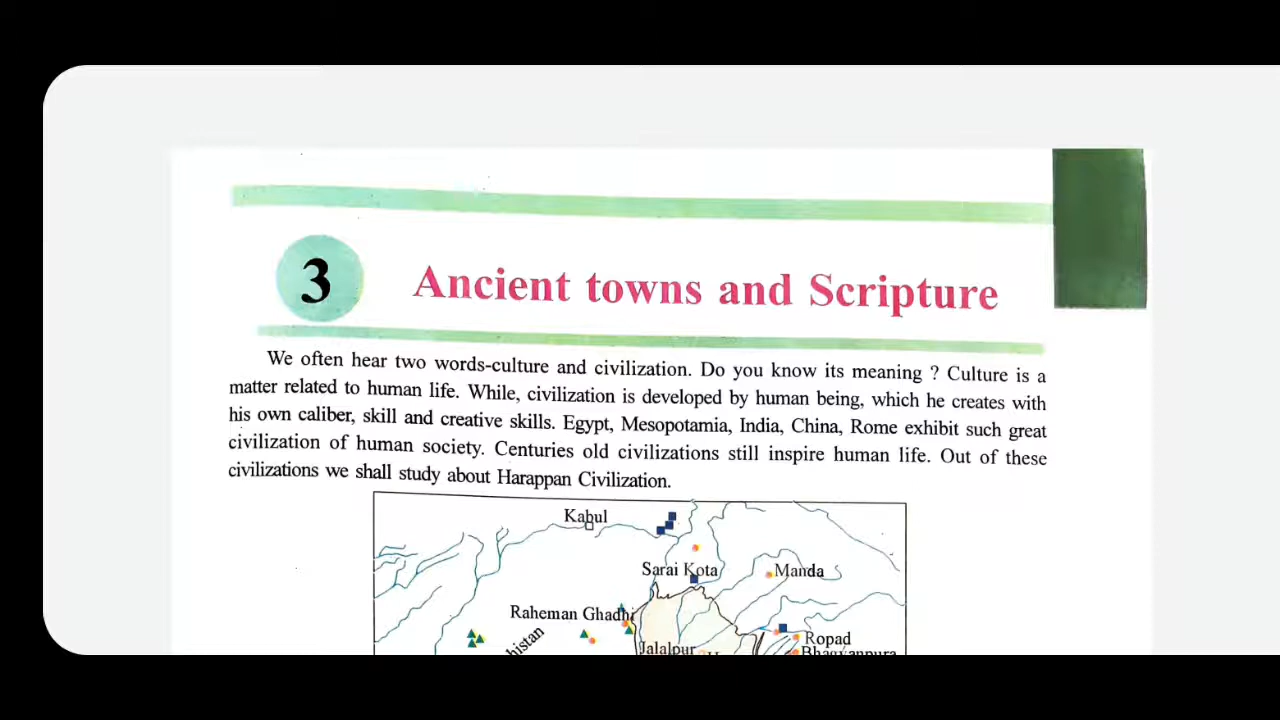 3
Ancient towns and Scripture
We often hear two words-culture and civilization. Do you know its meaning ? Culture is a
matter related to human life. While, civilization is developed by human being, which he creates with
his own caliber, skill and creative skills. Egypt, Mesopotamia, India, China, Rome exhibit such great
civilization of human society. Centuries old civilizations still inspire human life. Out of these
civilizations we shall study about Harappan Civilization.
Kabul
Sarai Kota
Manda
Raheman Ghadhi
Ropad
Jalalpur
Bhagvanpura